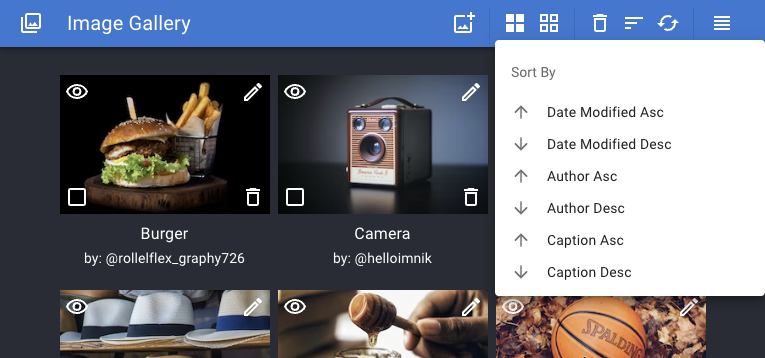 Image Gallery
Sort By
Date Modified Asc
Date Modified Desc
Author Asc
Author Desc
Caption Asc
Caption Desc
Burger
by: @rollelflex_graphy726
Camera
by: @helloimnik
SPALDING